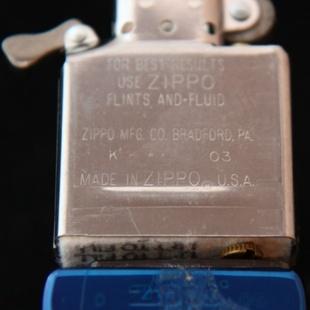 FOR BEST RESULTS
USE ZIPPO
FLINTS AND FLUID
ZIPPO MFG. CO. BRADFORD, PA.
K 03
MADE IN ZIPPO® U.S.A.